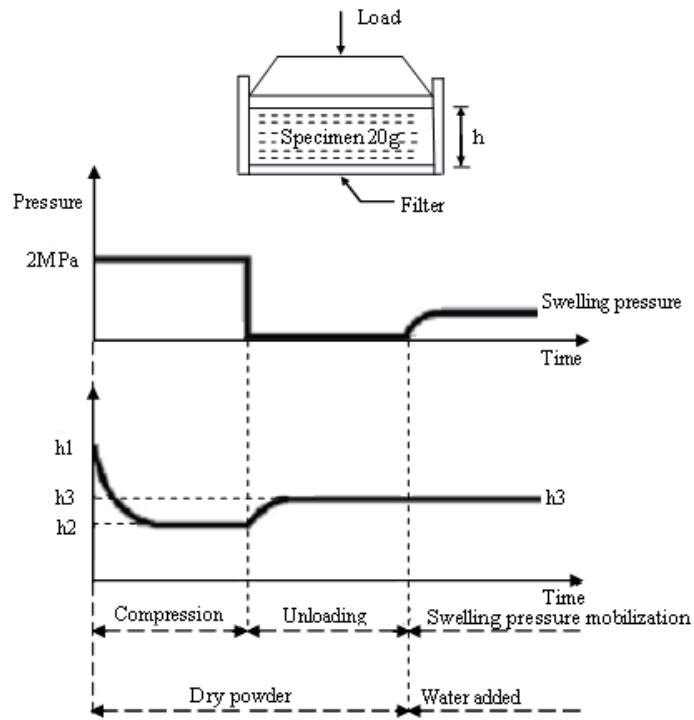 Load
Specimen 20g
h
Filter
Pressure
2MPa
Swelling pressure
Time
h1
h3
h3
h2
Time
Compression
Unloading
Swelling pressure mobilization
Dry powder
Water added